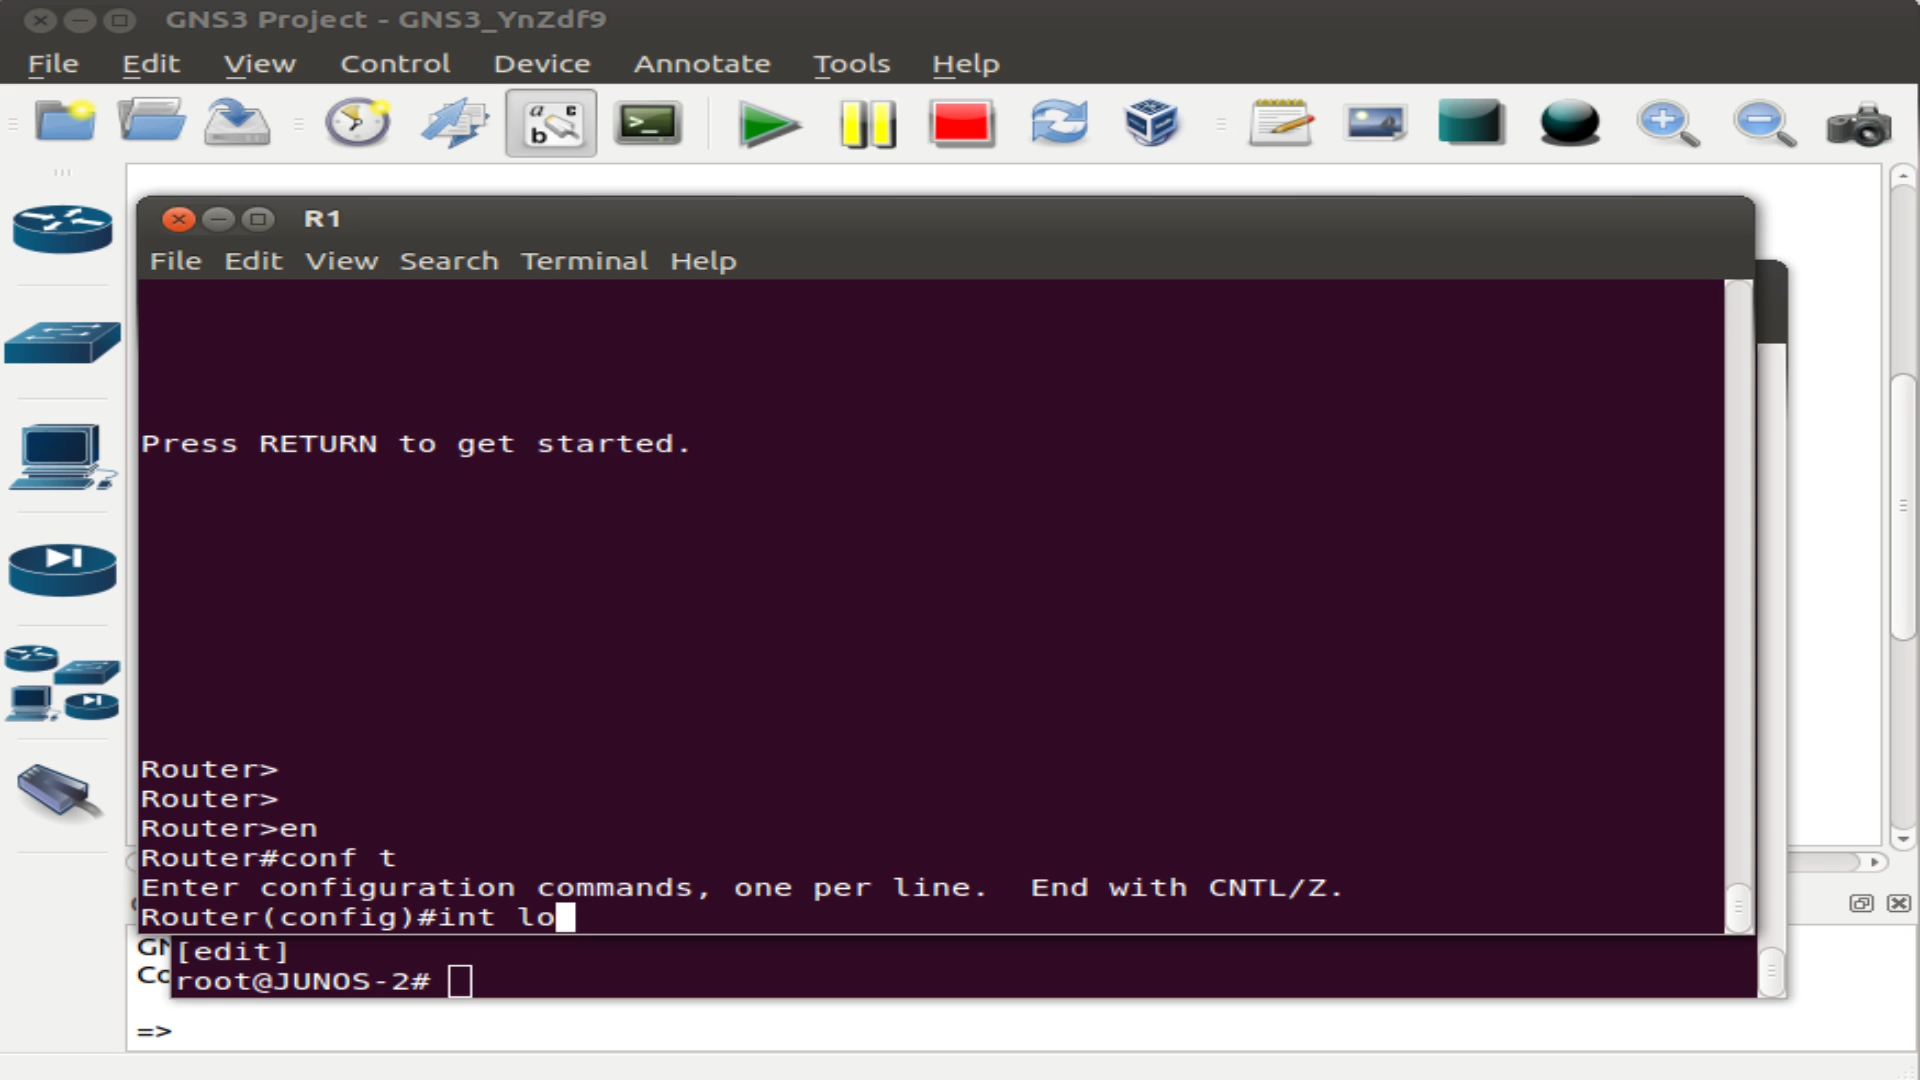 GNS3 Project - GNS3_YnZdf9
File Edit View Control Device Annotate Tools Help
a c
b
>_
R1
File Edit View Search Terminal Help
Press RETURN to get started.
Router>
Router>
Router>en
Router#conf t
Enter configuration commands, one per line.  End with CNTL/Z.
Router(config)#int lo
[edit]
root@JUNOS-2#
=>